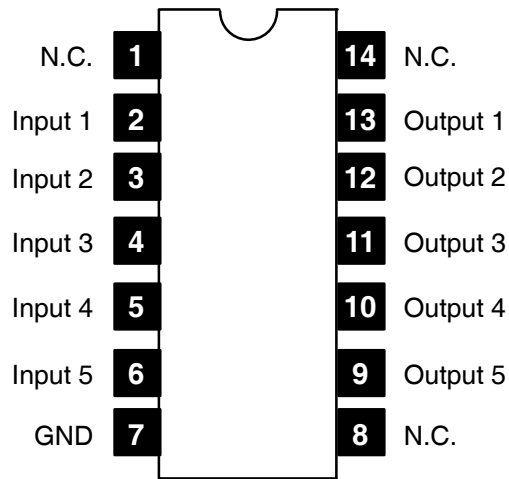 N.C. 1 14 N.C.
Input 1 2 13 Output 1
Input 2 3 12 Output 2
Input 3 4 11 Output 3
Input 4 5 10 Output 4
Input 5 6 9 Output 5
GND 7 8 N.C.